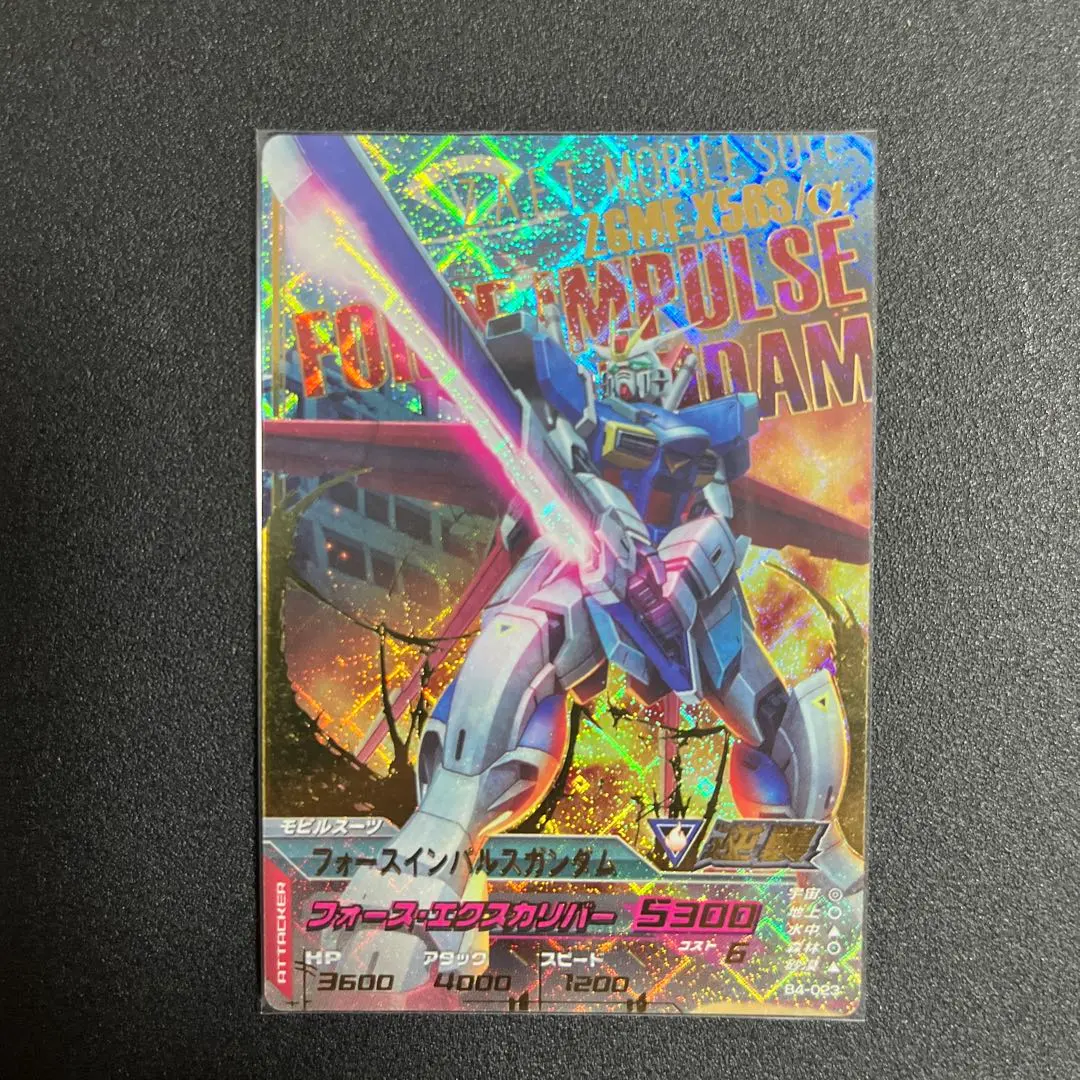 ZAFT MOBILE SUIT
ZGMF-X56S/α
FORCE IMPULSE
GUNDAM
モビルスーツ
フォースインパルスガンダム
ATTACKER
フォース・エクスカリバー 5300
コスト 6
HP アタック スピード
3600 4000 1200
宇宙 ◎
地上 ○
水中 ▲
森林 ○
砂漠 ▲
B4-023